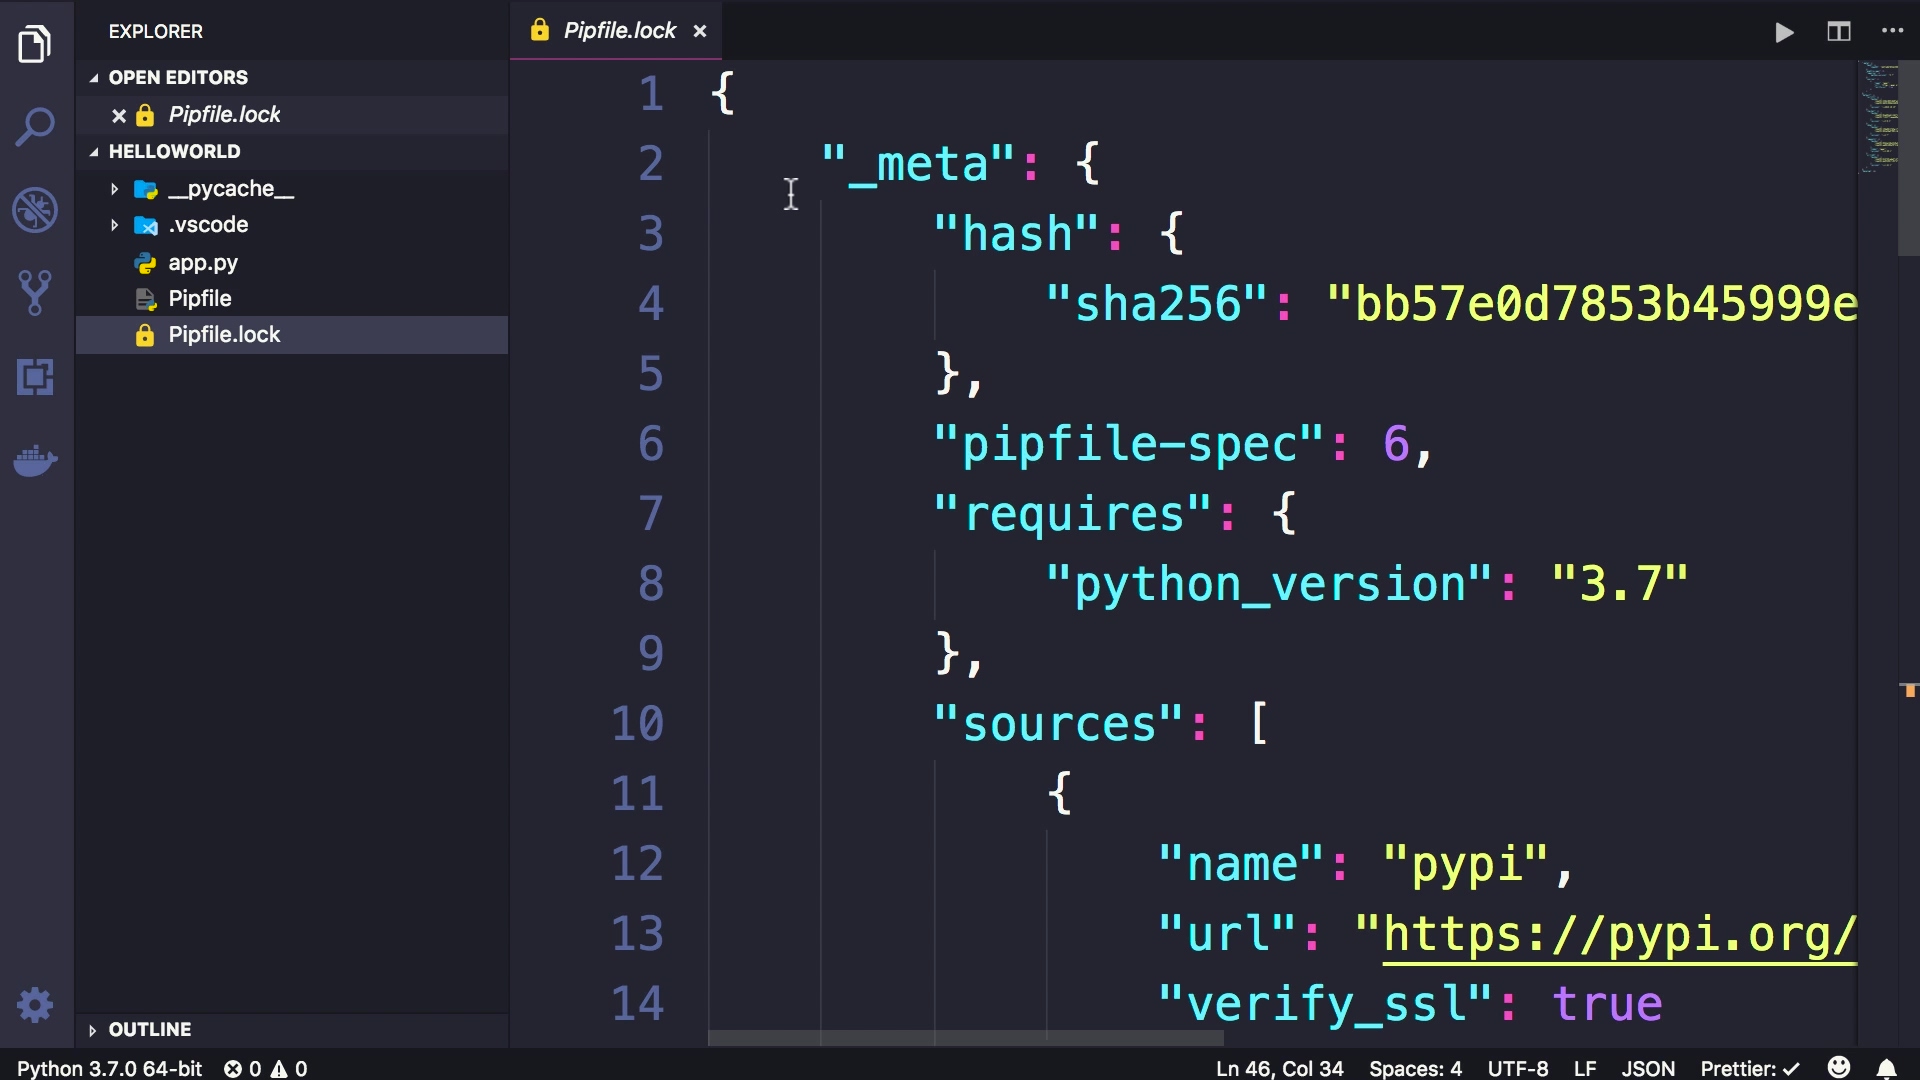 EXPLORER
OPEN EDITORS
Pipfile.lock
HELLOWORLD
__pycache__
.vscode
app.py
Pipfile
Pipfile.lock
OUTLINE
Pipfile.lock
1 {
2 "_meta": {
3 "hash": {
4 "sha256": "bb57e0d7853b45999e
5 },
6 "pipfile-spec": 6,
7 "requires": {
8 "python_version": "3.7"
9 },
10 "sources": [
11 {
12 "name": "pypi",
13 "url": "https://pypi.org/
14 "verify_ssl": true
Python 3.7.0 64-bit 0 0 Ln 46, Col 34 Spaces: 4 UTF-8 LF JSON Prettier: ✓